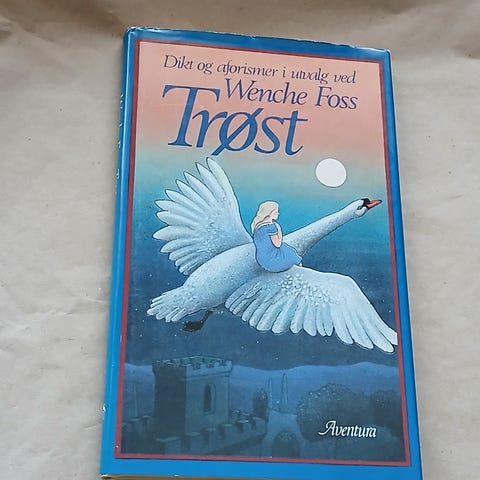 Dikt og aforismer i utvalg ved
Wenche Foss
Trøst
Aventura